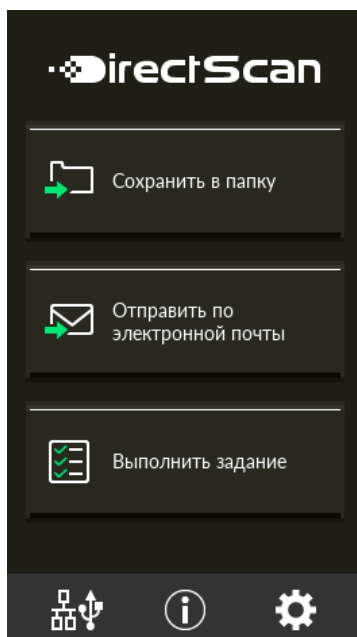 DirectScan
Сохранить в папку
Отправить по
электронной почты
Выполнить задание